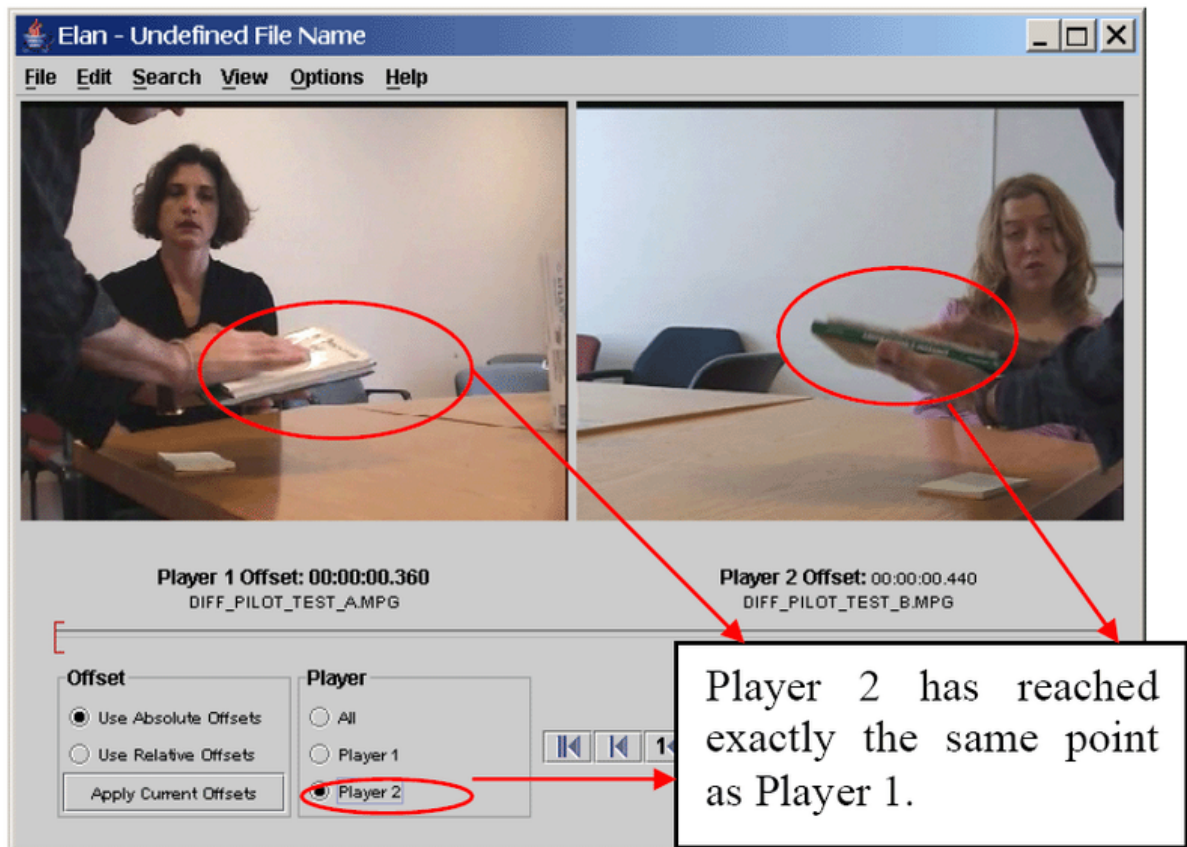 Elan - Undefined File Name
File Edit Search View Options Help
Player 1 Offset: 00:00:00.360
DIFF_PILOT_TEST_A.MPG
Player 2 Offset: 00:00:00.440
DIFF_PILOT_TEST_B.MPG
Offset
Use Absolute Offsets
Use Relative Offsets
Apply Current Offsets
Player
All
Player 1
Player 2
Player 2 has reached
exactly the same point
as Player 1.